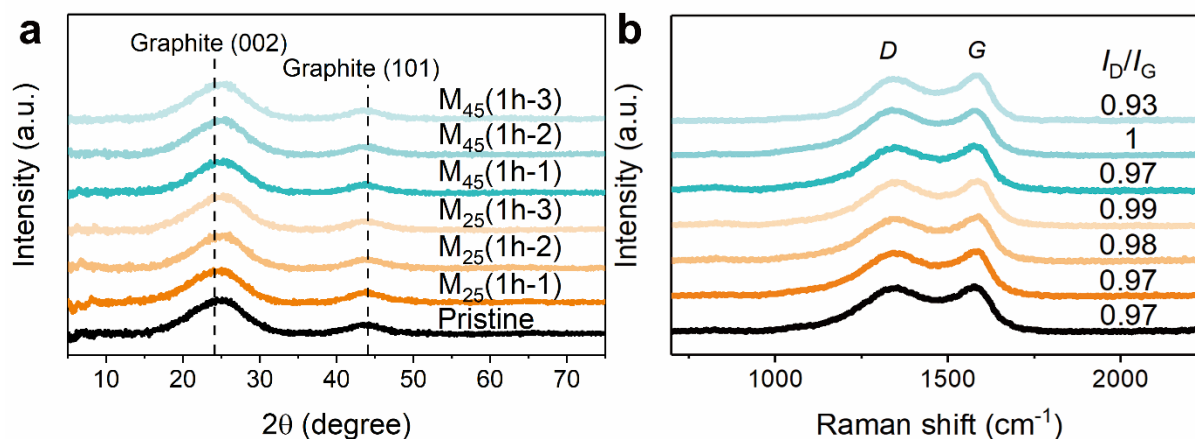 a
Graphite (002)
Graphite (101)
M45(1h-3)
M45(1h-2)
M45(1h-1)
M25(1h-3)
M25(1h-2)
M25(1h-1)
Pristine
Intensity (a.u.)
10 20 30 40 50 60 70
2θ (degree)
b
D G ID/IG
0.93
1
0.97
0.99
0.98
0.97
0.97
Intensity (a.u.)
1000 1500 2000
Raman shift (cm-1)